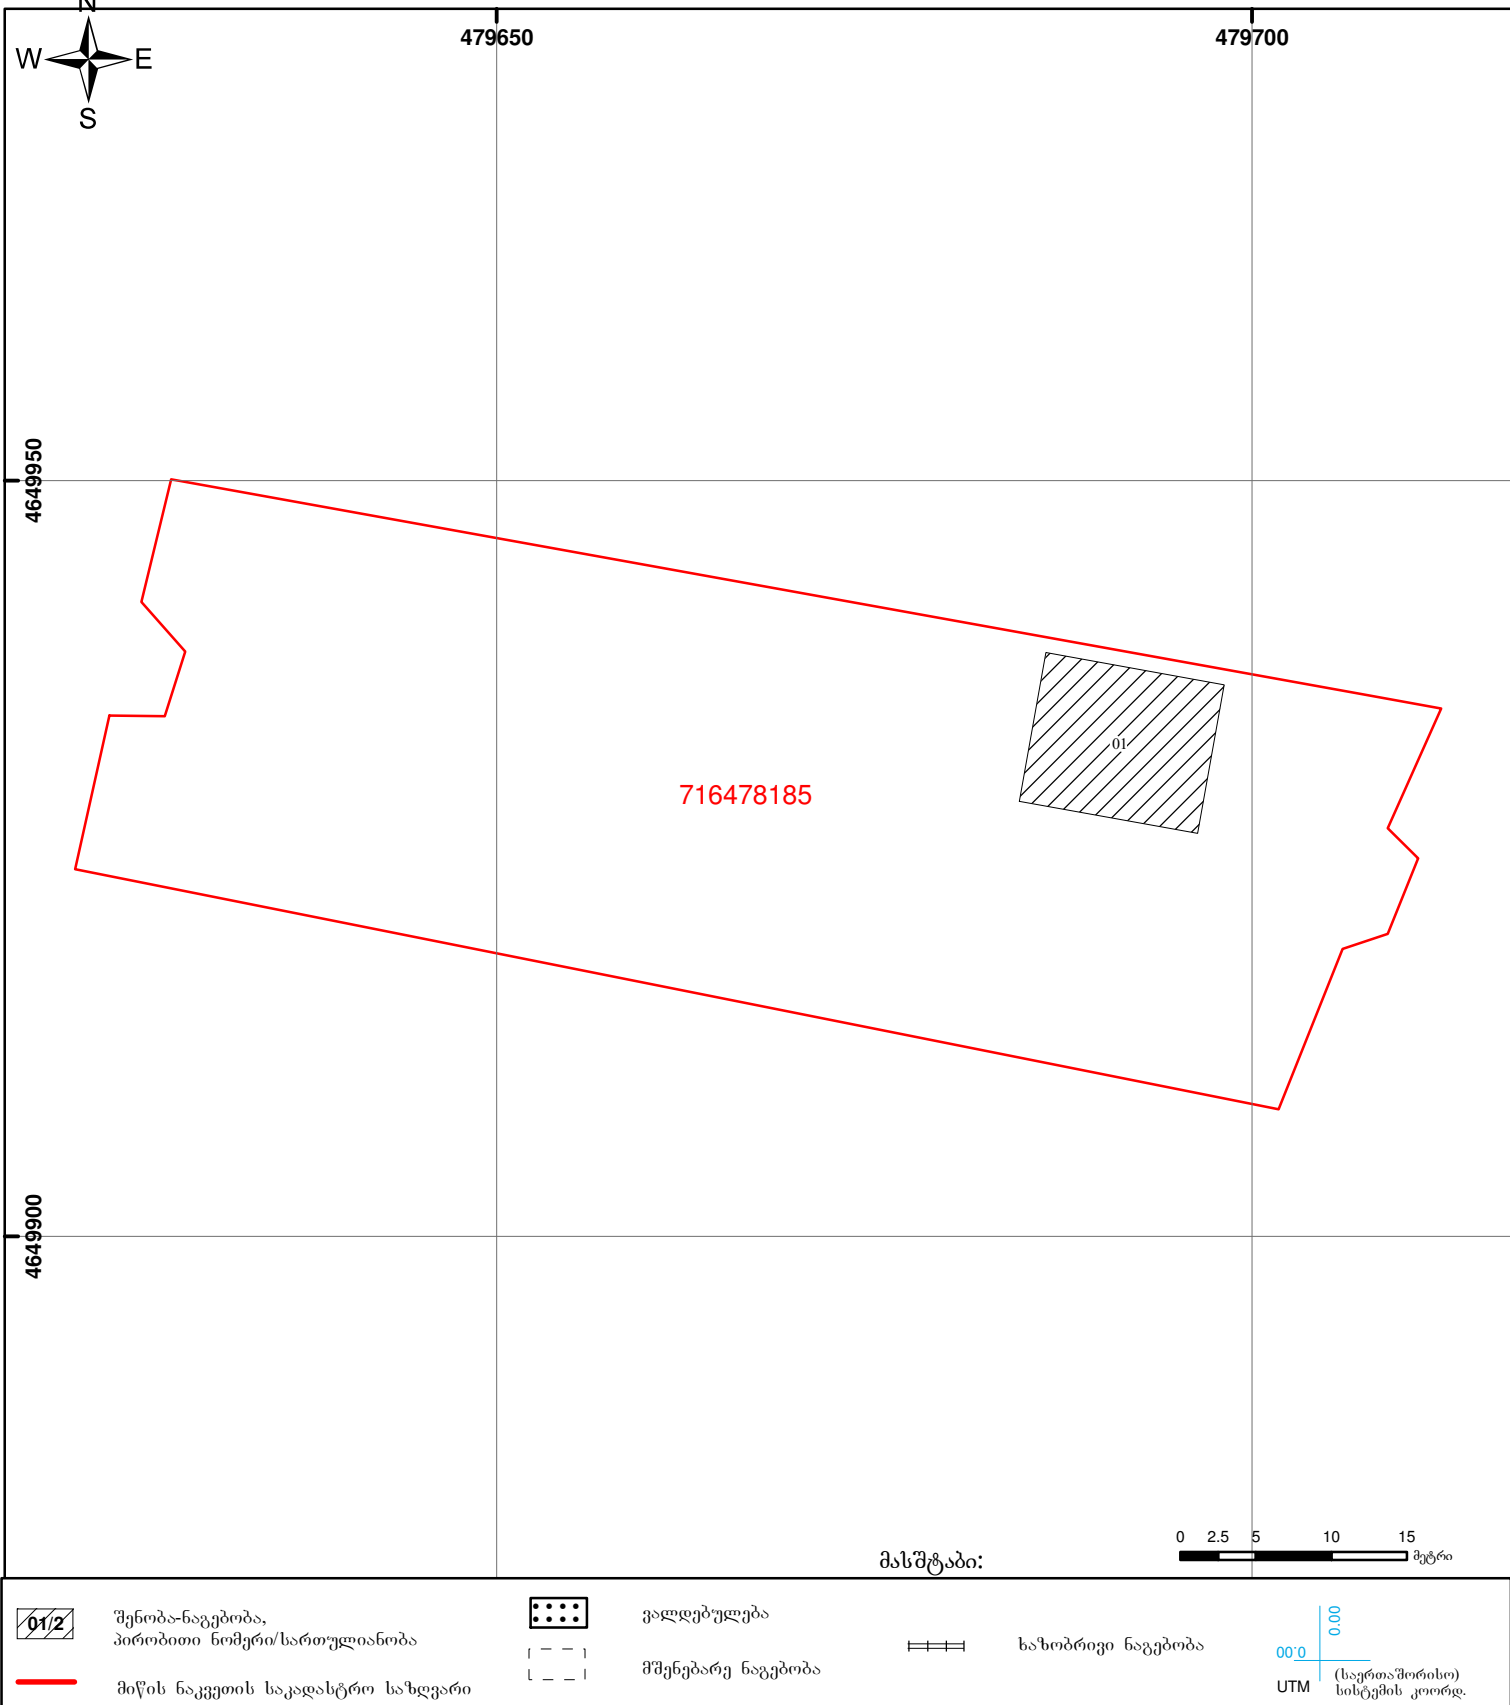 N
W E
S
479650
479700
4649950
01
716478185
4649900
მასშტაბი:
0 2.5 5 10 15
მეტრი
01/2
შენობა-ნაგებობა,
პირობითი ნომერი/სართულიანობა
მიწის ნაკვეთის საკადასტრო საზღვარი
ვალდებულება
მშენებარე ნაგებობა
ხაზობრივი ნაგებობა
0.00
00.0
UTM
(საერთაშორისო)
სისტემის კოორდ.